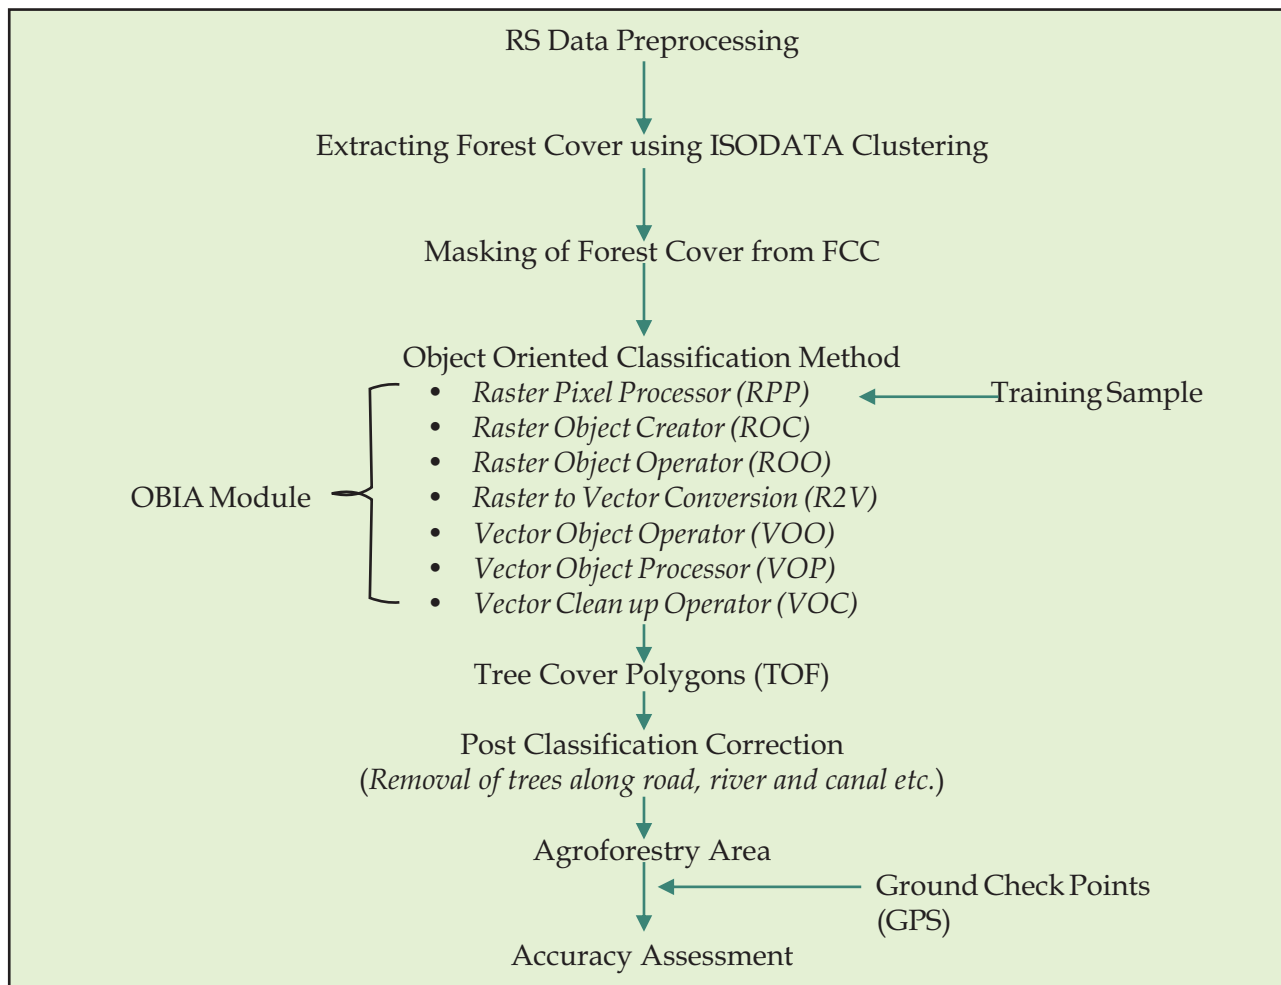 RS Data Preprocessing
Extracting Forest Cover using ISODATA Clustering
Masking of Forest Cover from FCC
Object Oriented Classification Method
• Raster Pixel Processor (RPP)
Training Sample
• Raster Object Creator (ROC)
• Raster Object Operator (ROO)
OBIA Module
• Raster to Vector Conversion (R2V)
• Vector Object Operator (VOO)
• Vector Object Processor (VOP)
• Vector Clean up Operator (VOC)
Tree Cover Polygons (TOF)
Post Classification Correction
(Removal of trees along road, river and canal etc.)
Agroforestry Area
Ground Check Points
(GPS)
Accuracy Assessment